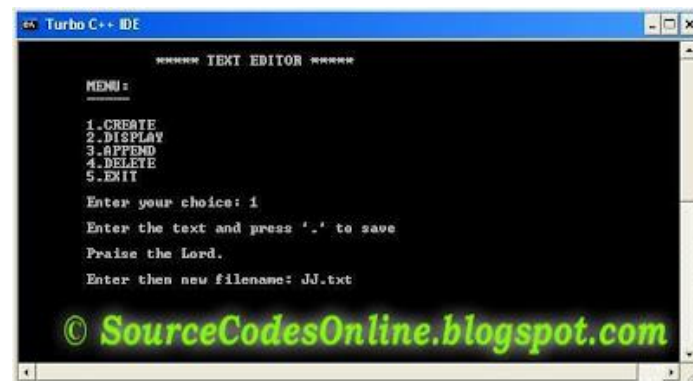 Turbo C++ IDE
***** TEXT EDITOR *****
MENU:
1.CREATE
2.DISPLAY
3.APPEND
4.DELETE
5.EXIT
Enter your choice: 1
Enter the text and press '.' to save
Praise the Lord.
Enter then new filename: JJ.txt
© SourceCodesOnline.blogspot.com